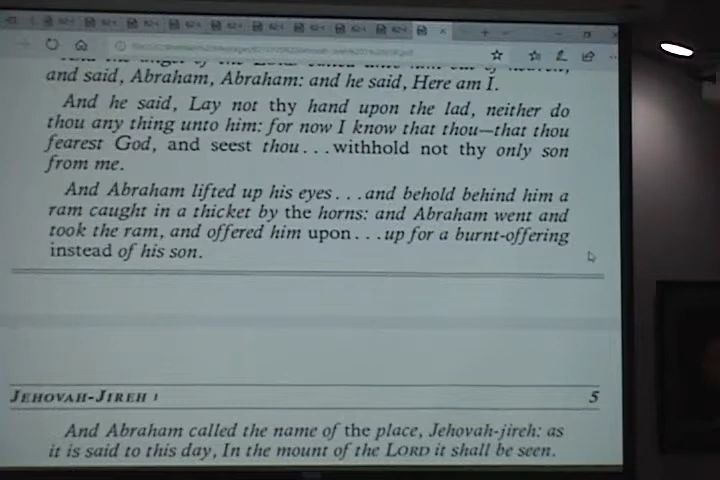 and said, Abraham, Abraham: and he said, Here am I.
And he said, Lay not thy hand upon the lad, neither do
thou any thing unto him: for now I know that thou—that thou
fearest God, and seest thou...withhold not thy only son
from me.
And Abraham lifted up his eyes...and behold behind him a
ram caught in a thicket by the horns: and Abraham went and
took the ram, and offered him upon...up for a burnt-offering
instead of his son.
JEHOVAH-JIREH 1 5
And Abraham called the name of the place, Jehovah-jireh: as
it is said to this day, In the mount of the LORD it shall be seen.